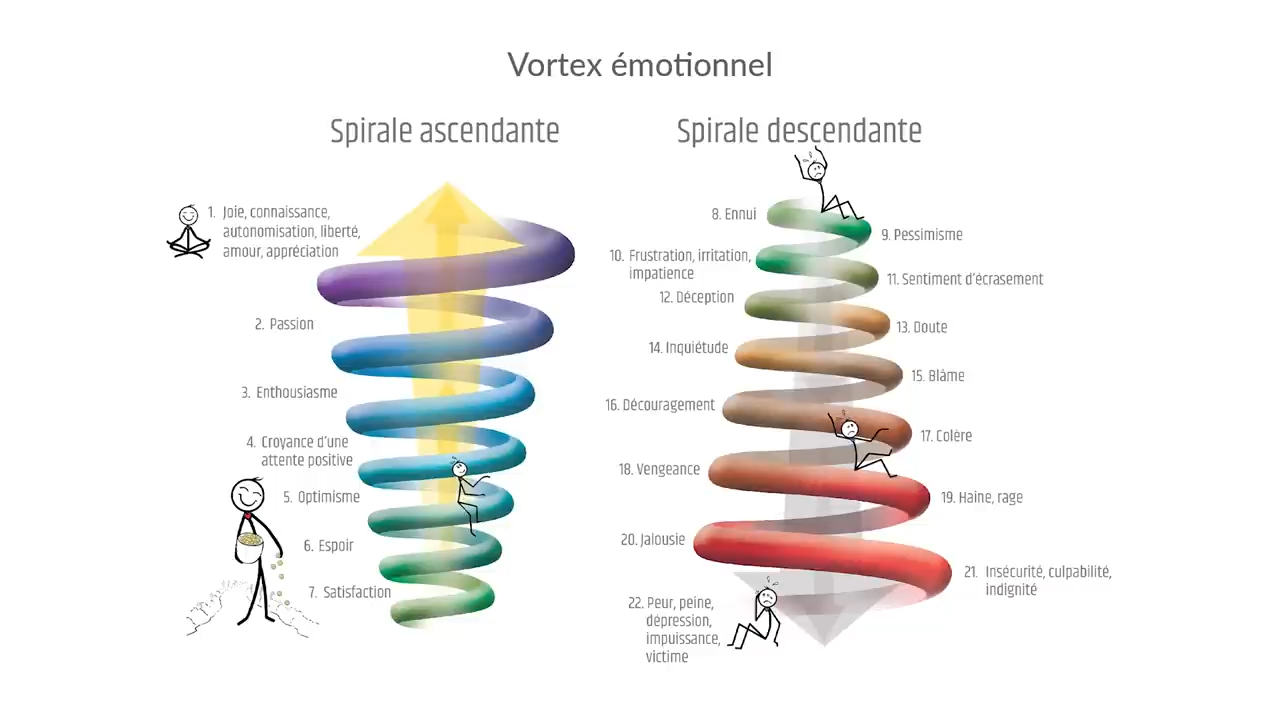 Vortex émotionnel
Spirale ascendante
1. Joie, connaissance,
autonomisation, liberté,
amour, appréciation
2. Passion
3. Enthousiasme
4. Croyance d'une
attente positive
5. Optimisme
6. Espoir
7. Satisfaction
Spirale descendante
8. Ennui
9. Pessimisme
10. Frustration, irritation,
impatience
11. Sentiment d'écrasement
12. Déception
13. Doute
14. Inquiétude
15. Blâme
16. Découragement
17. Colère
18. Vengeance
19. Haine, rage
20. Jalousie
21. Insécurité, culpabilité,
indignité
22. Peur, peine,
dépression,
impuissance,
victime